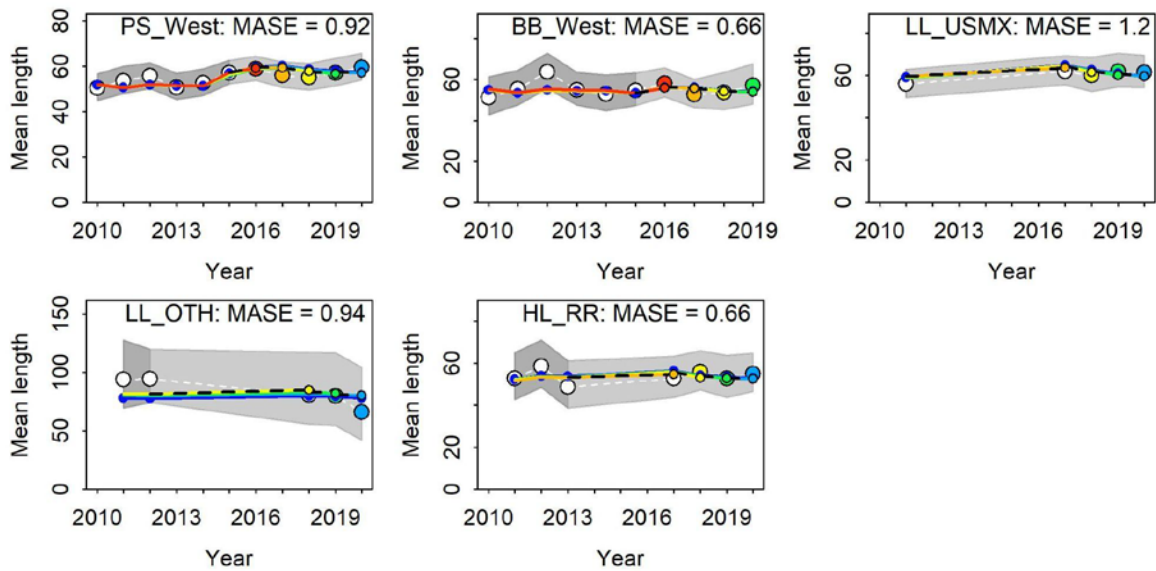 PS_West: MASE = 0.92
Mean length
80
60
40
20
0
2010 2013 2016 2019
Year
BB_West: MASE = 0.66
Mean length
60
20
0
2010 2013 2016 2019
Year
LL_USMX: MASE = 1.2
Mean length
60
20
0
2010 2013 2016 2019
Year
LL_OTH: MASE = 0.94
Mean length
150
100
50
0
2010 2013 2016 2019
Year
HL_RR: MASE = 0.66
Mean length
60
20
0
2010 2013 2016 2019
Year